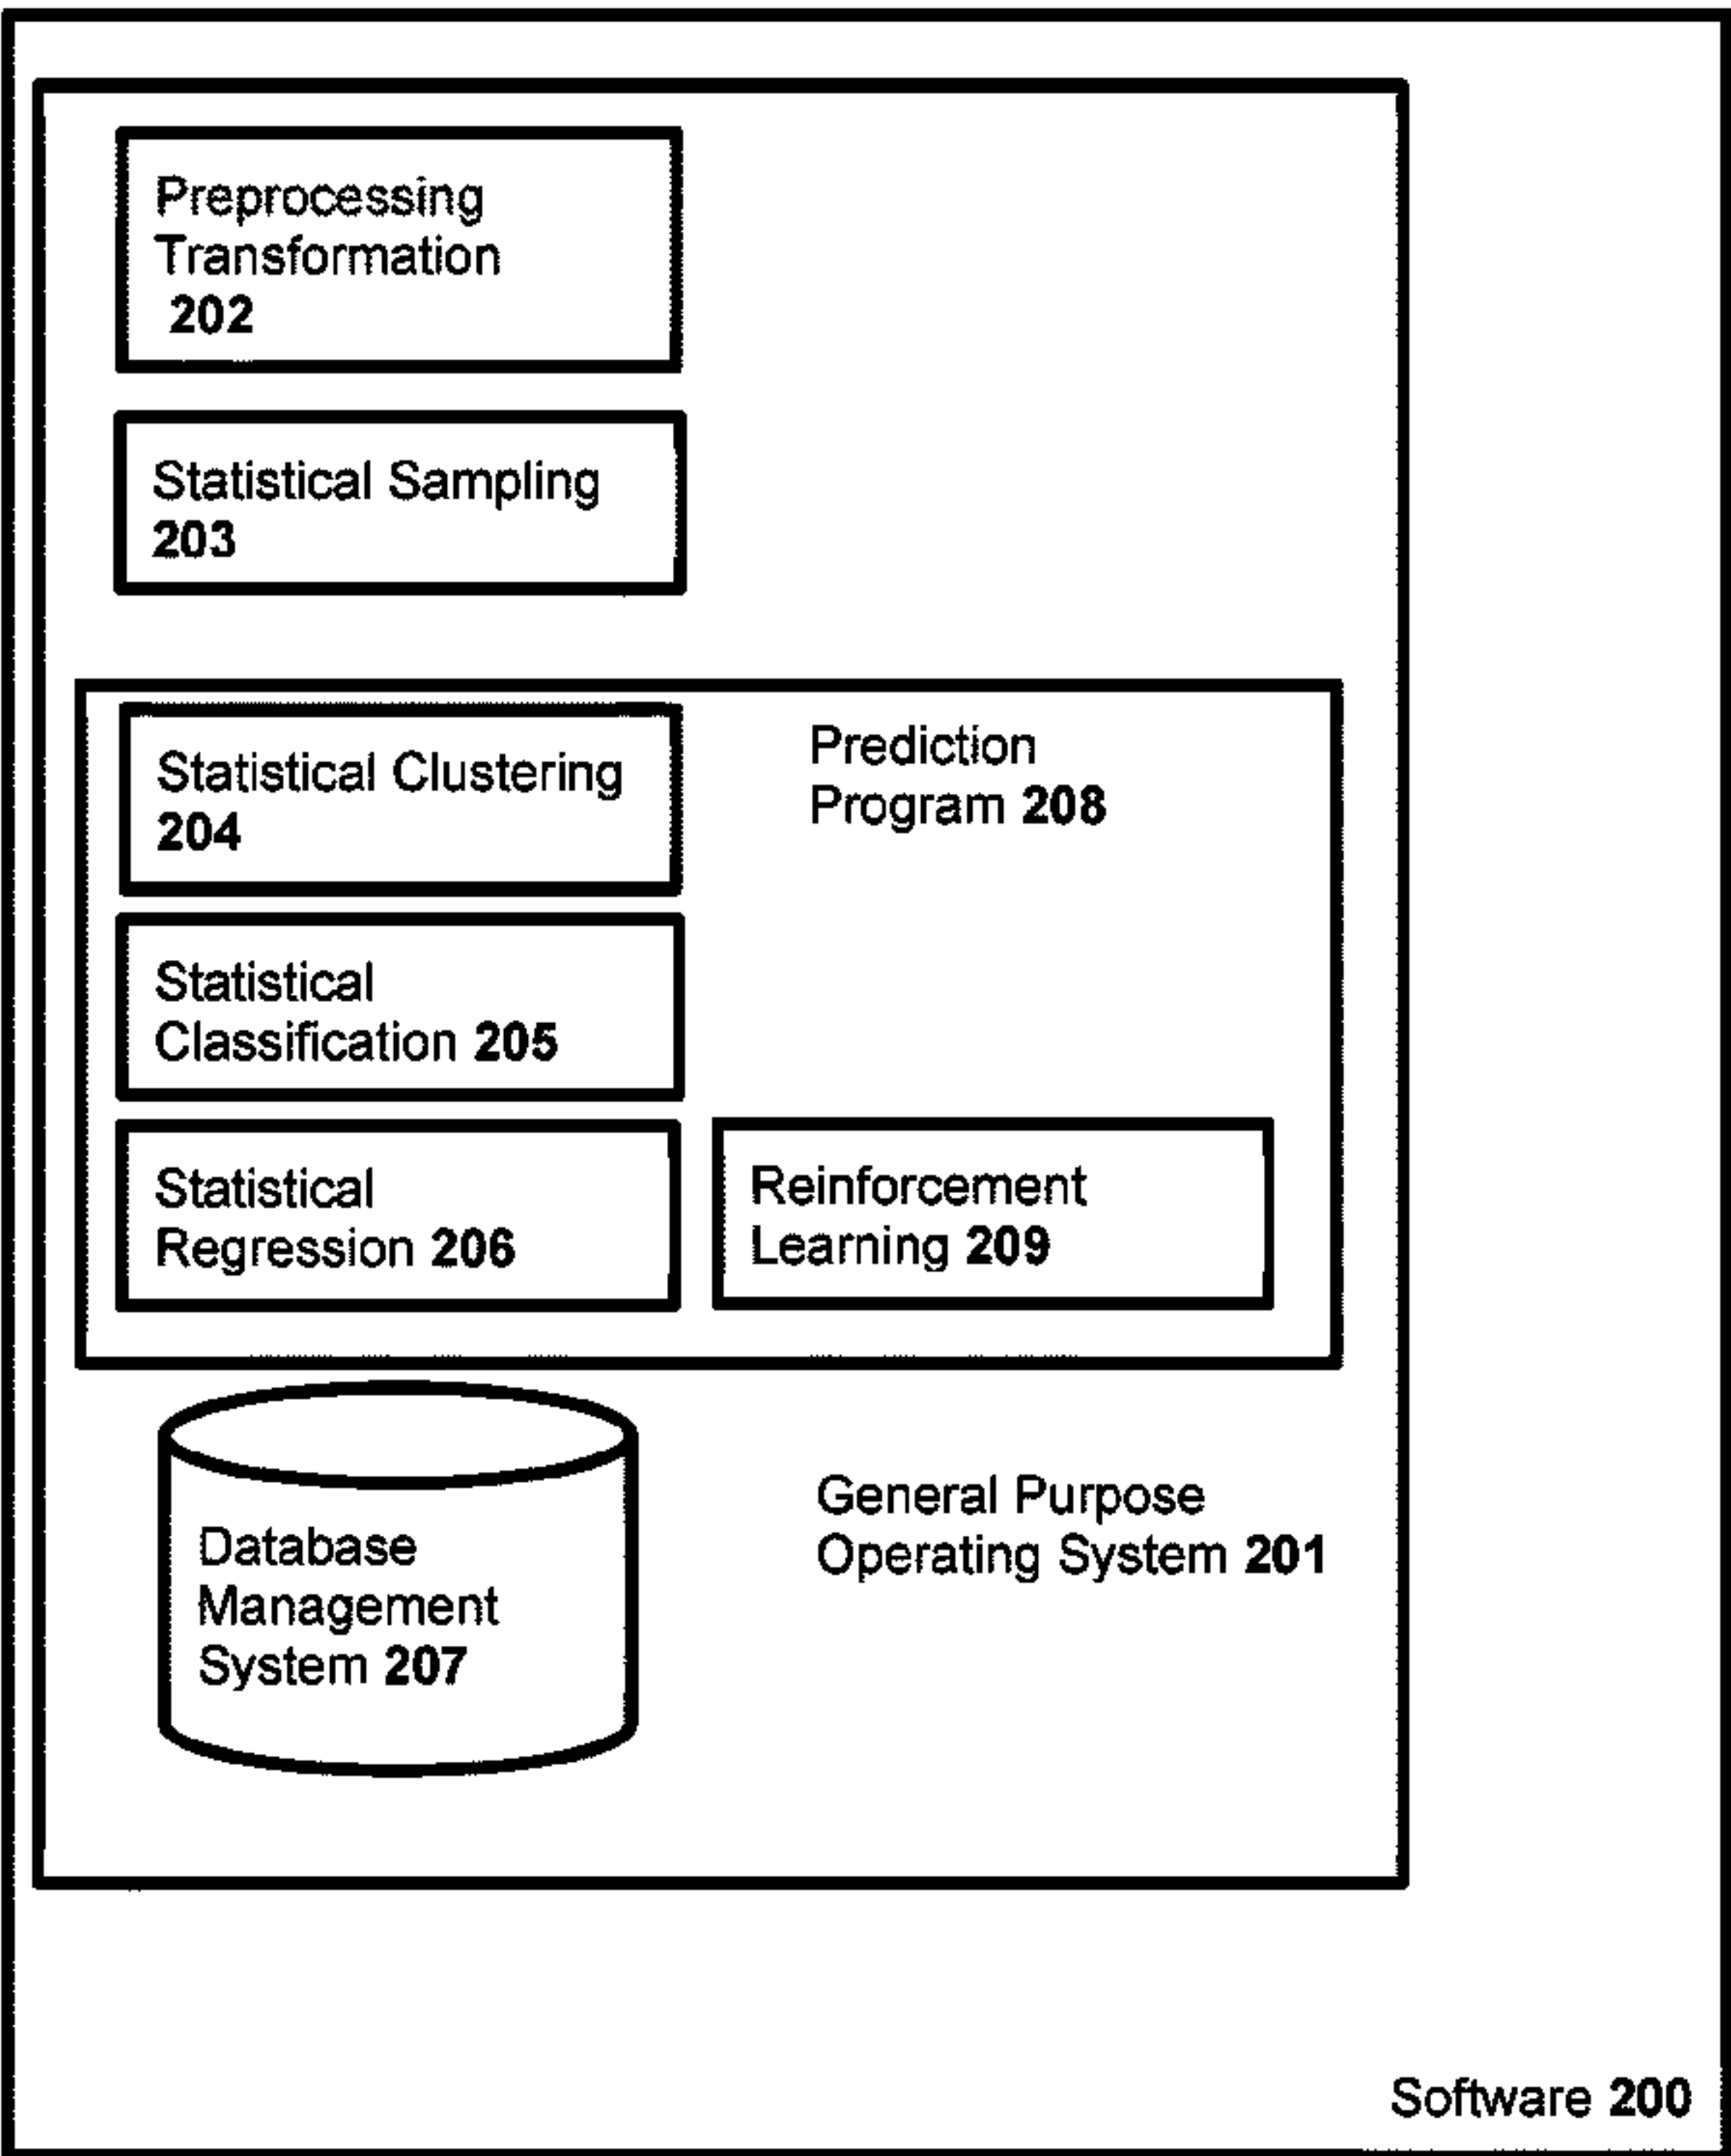 Preprocessing
Transformation
202
Statistical Sampling
203
Statistical Clustering
204
Prediction
Program 208
Statistical
Classification 205
Statistical
Regression 206
Reinforcement
Learning 209
Database
Management
System 207
General Purpose
Operating System 201
Software 200